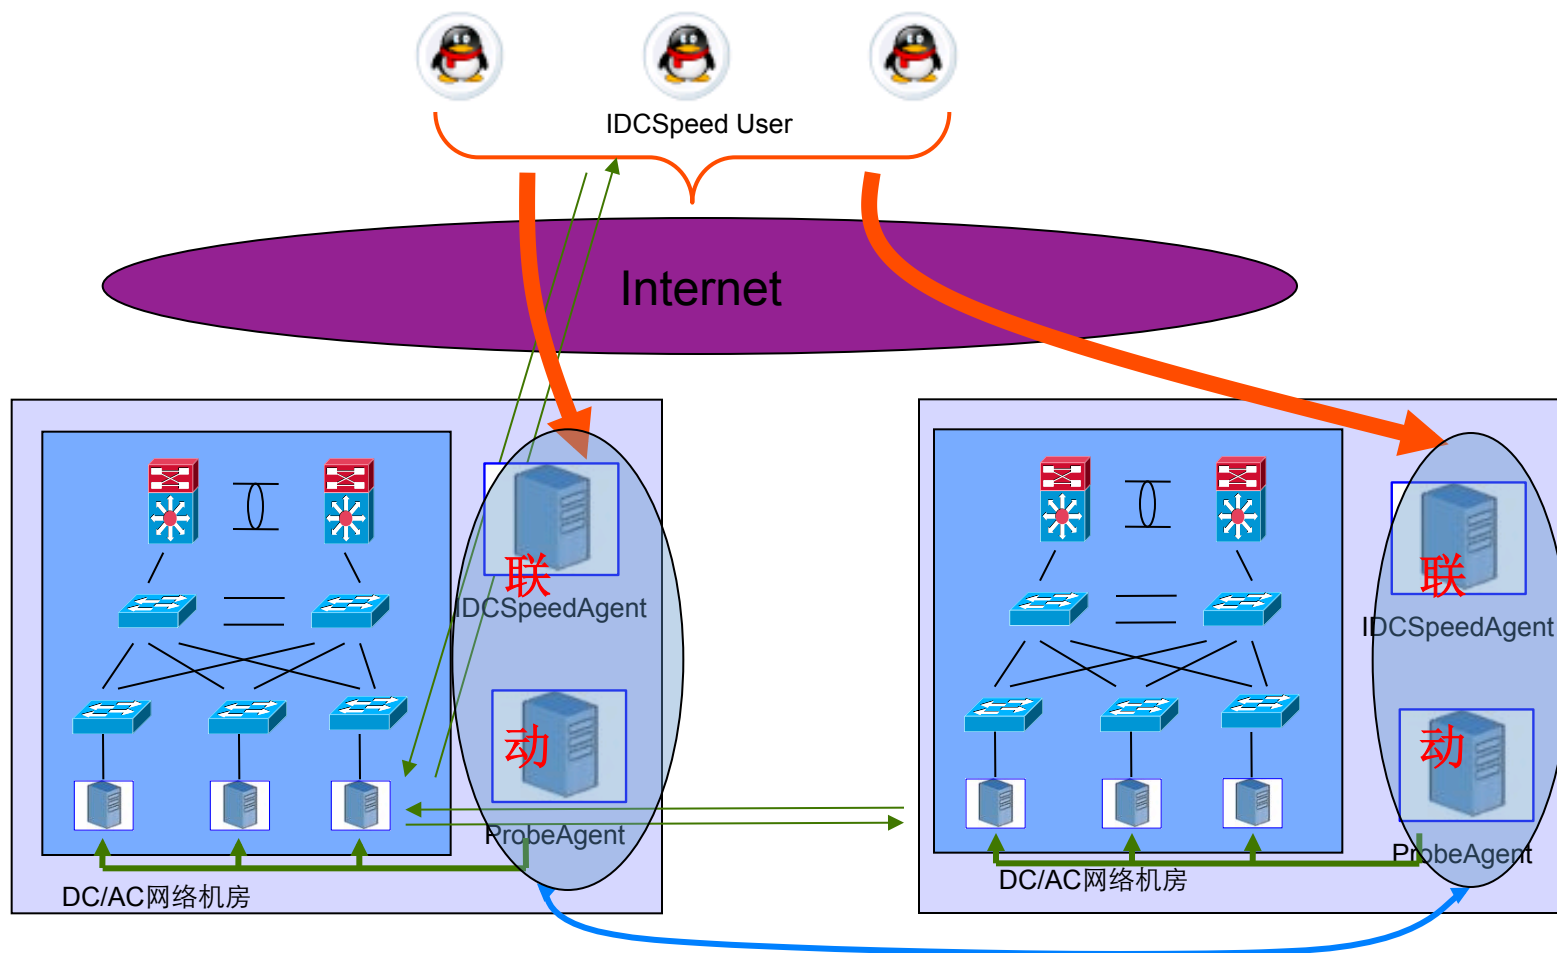 IDCSpeed User
Internet
联
IDCSpeedAgent
动
ProbeAgent
DC/AC网络机房
联
IDCSpeedAgent
动
ProbeAgent
DC/AC网络机房